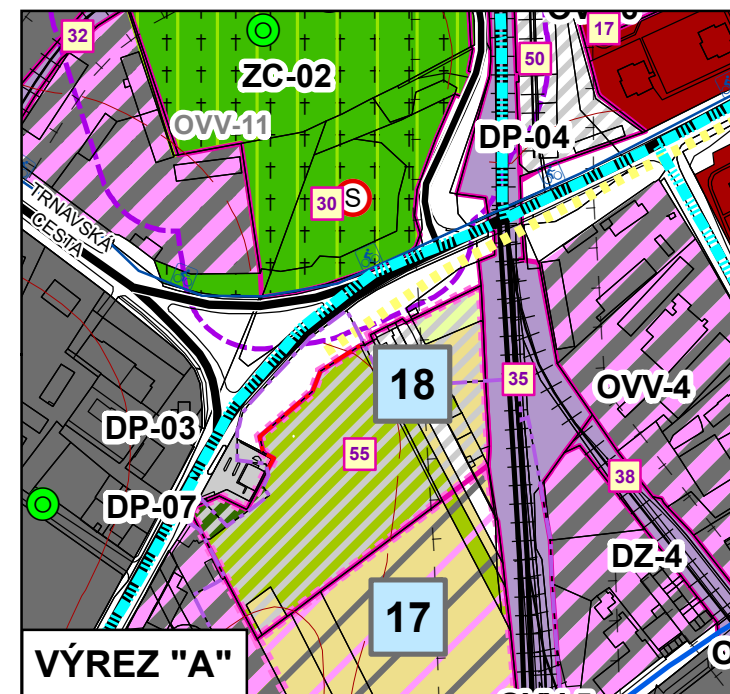 32
17
50
ZC-02
OVV-11
DP-04
30
S
TRNAVSKÁ
CESTA
18
35
OVV-4
DP-03
55
38
DP-07
DZ-4
17
VÝREZ "A"